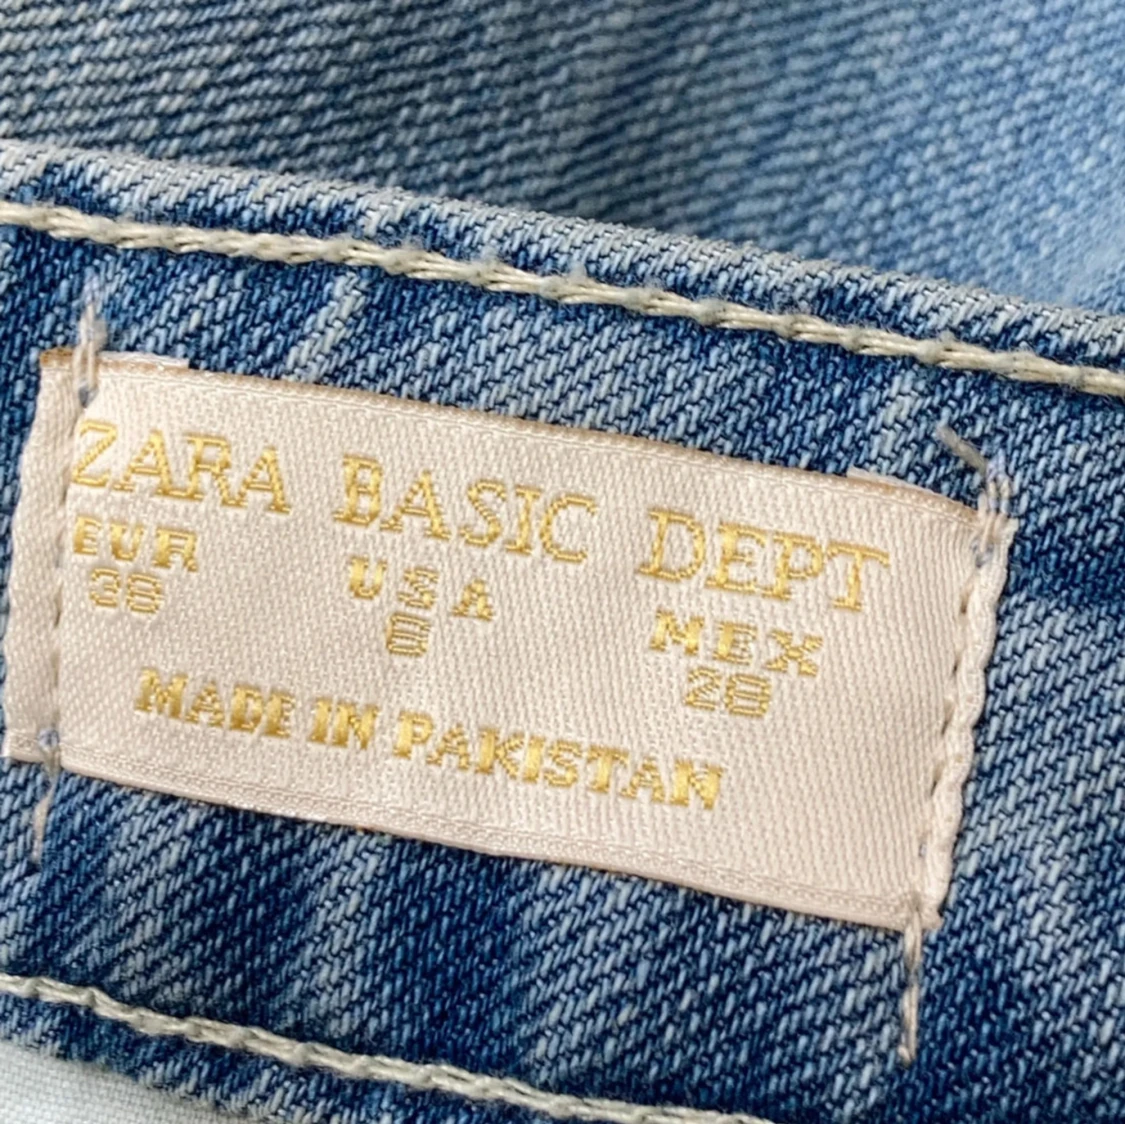 ZARA BASIC DEPT
EUR USA MEX
38 6 28
MADE IN PAKISTAN